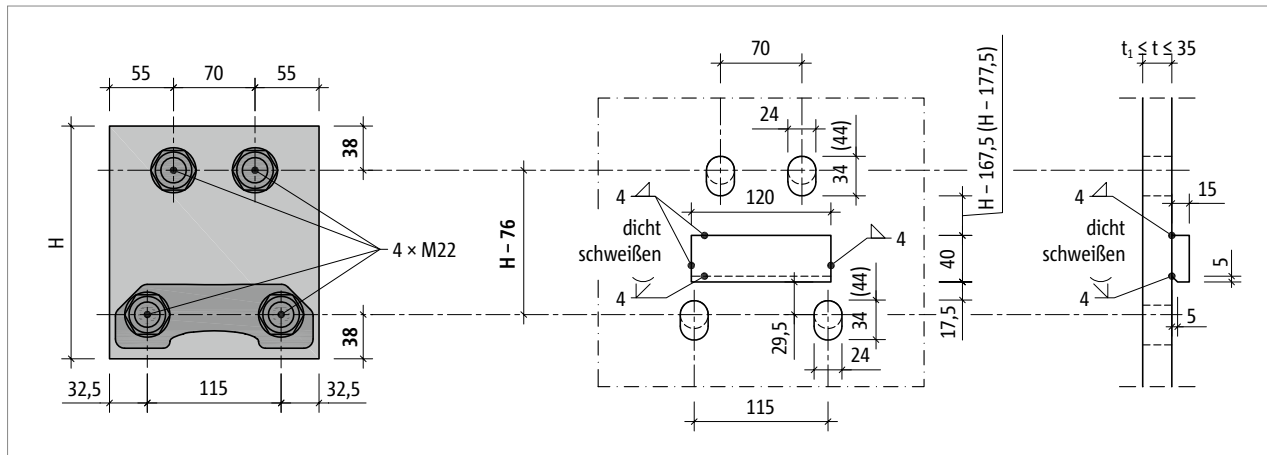 55 70 55
38
H
4 × M22
38
32,5 115 32,5
H – 76
70
24
34 (44)
4
120
dicht
schweißen
4
4
34 (44)
29,5
24
115
H – 167,5 (H – 177,5)
40
17,5
t₁ ≤ t ≤ 35
15
4
dicht
schweißen
4
5
5